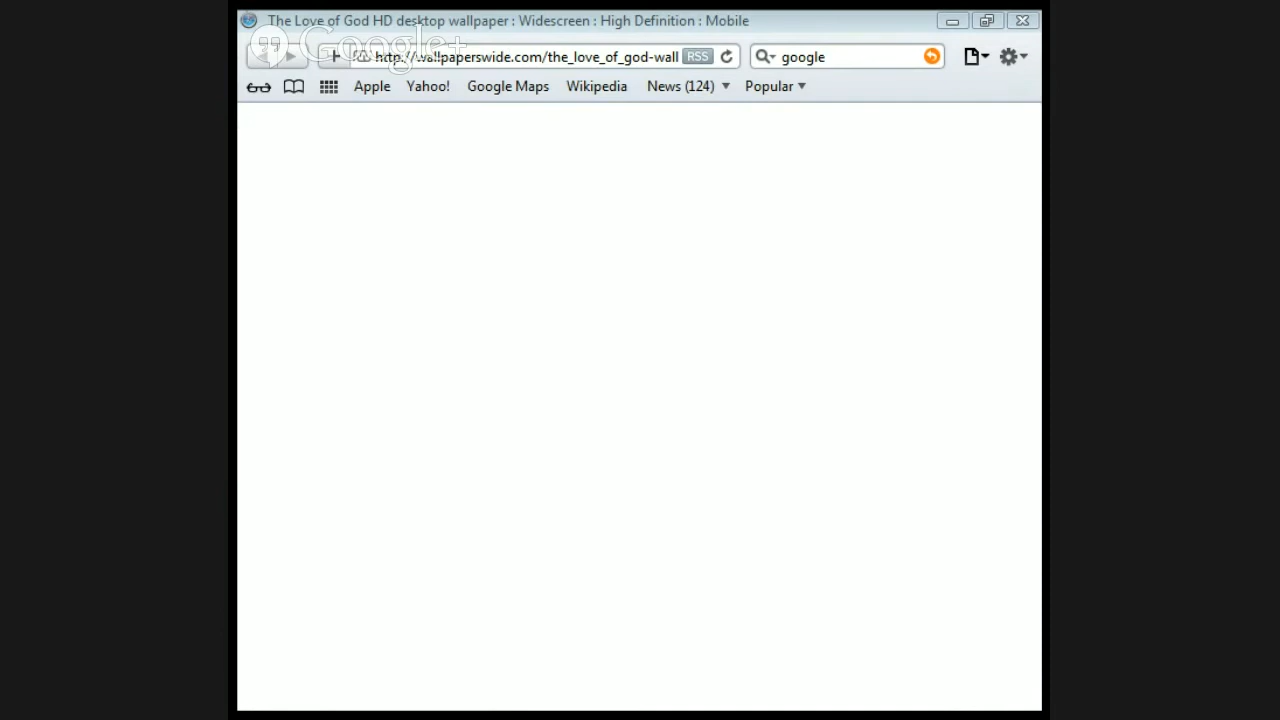 The Love of God HD desktop wallpaper : Widescreen : High Definition : Mobile
Google+
http://wallpaperswide.com/the_love_of_god-wall RSS google
Apple Yahoo! Google Maps Wikipedia News (124) Popular